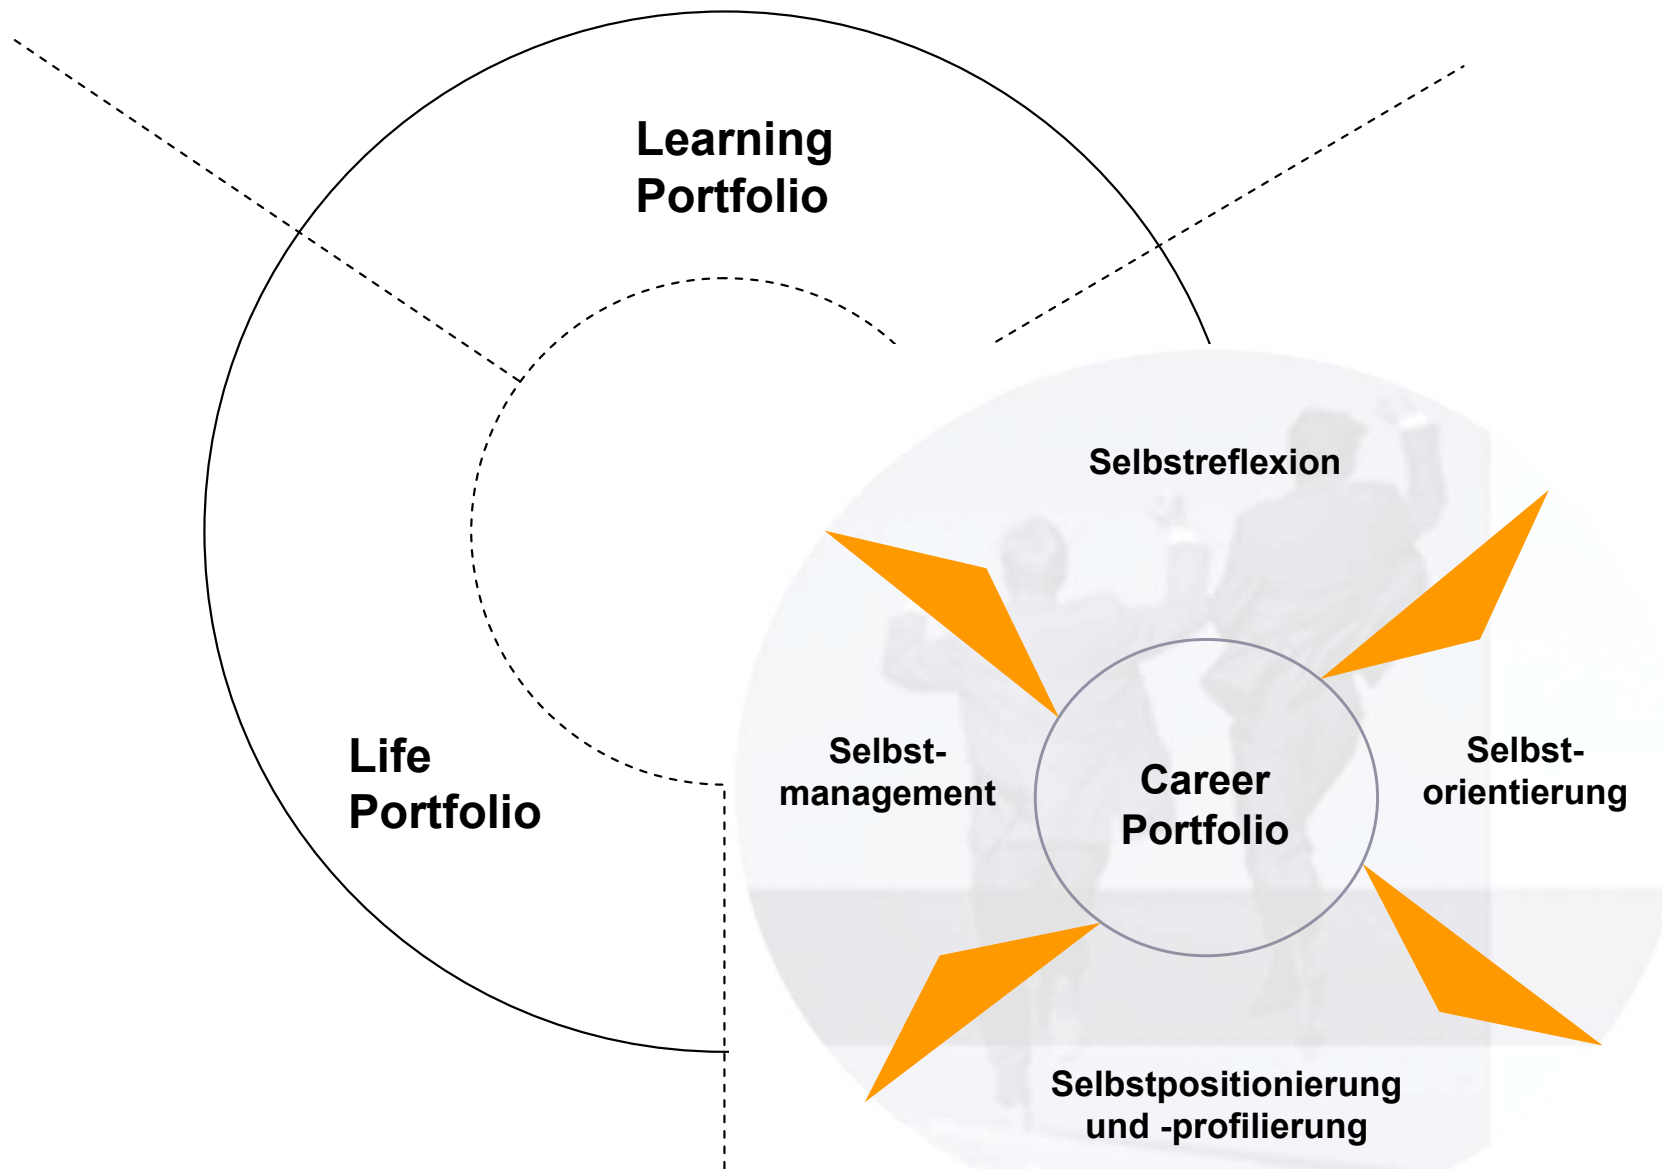 Learning
Portfolio
Selbstreflexion
Life
Portfolio
Selbst-
management
Career
Portfolio
Selbst-
orientierung
Selbstpositionierung
und -profilierung